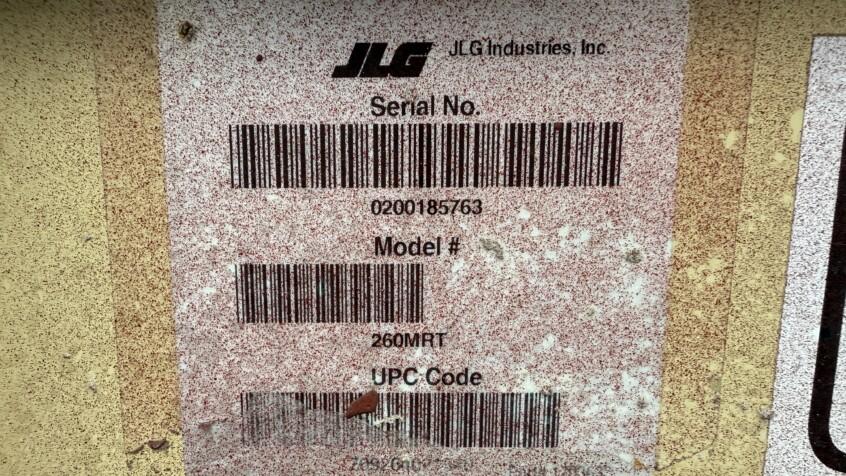 JLG JLG Industries, Inc.
Serial No.
0200185763
Model #
260MRT
UPC Code